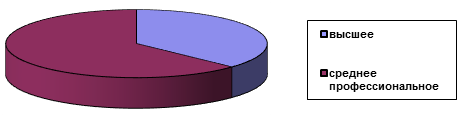 высшее
среднее
профессиональное